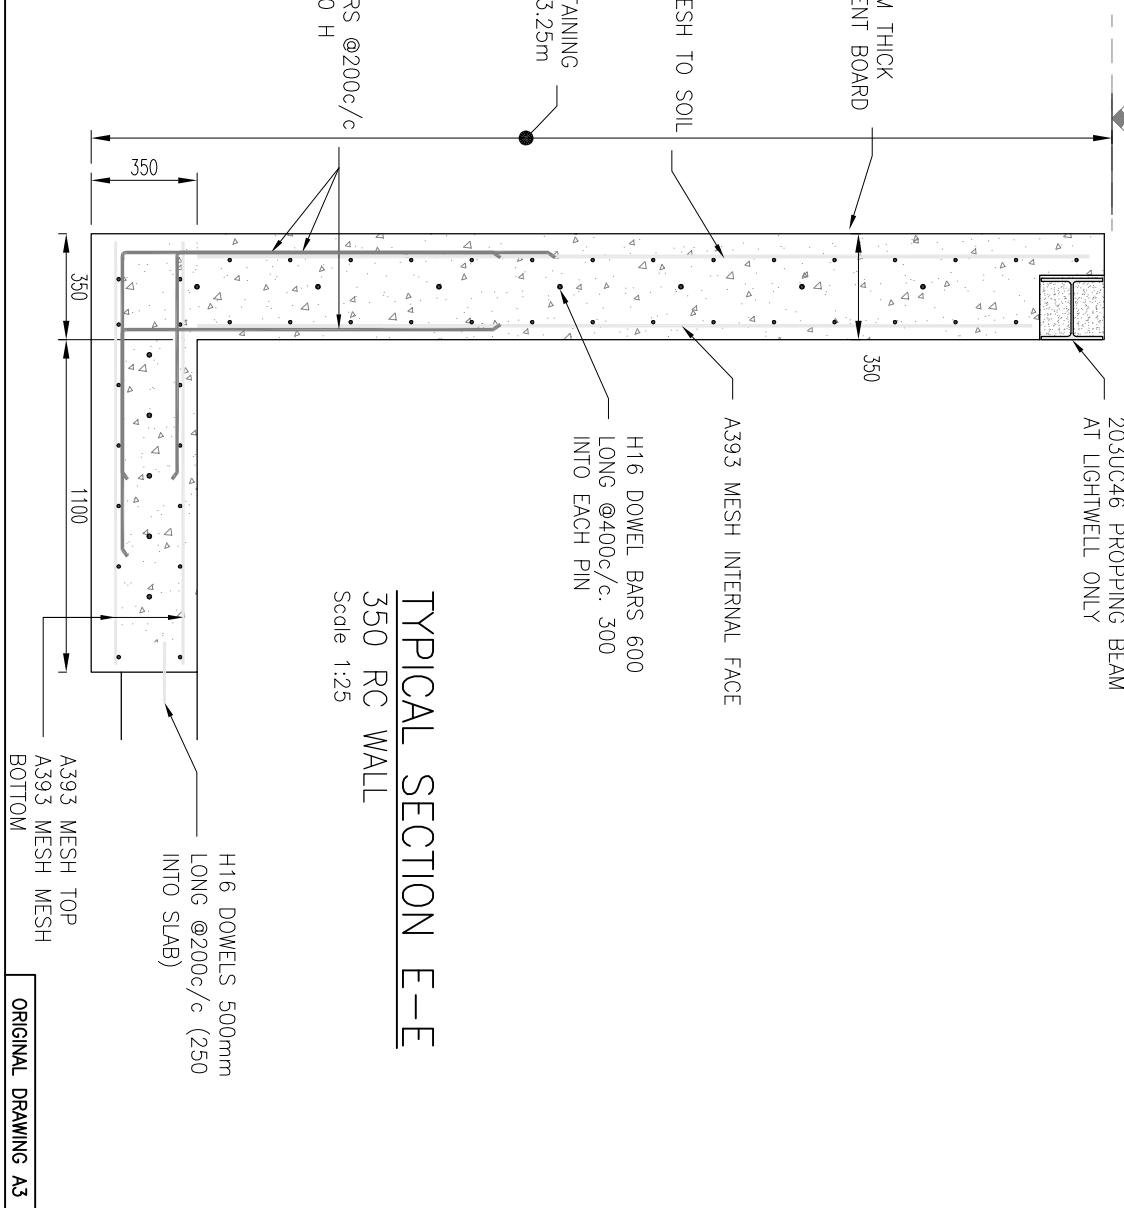 M THICK
ENT BOARD
ESH TO SOIL
TAINING
3.25m
RS @200c/c
0 H
350
350
1100
350
203UC46 PROPPING BEAM
AT LIGHTWELL ONLY
A393 MESH INTERNAL FACE
H16 DOWEL BARS 600
LONG @400c/c. 300
INTO EACH PIN
TYPICAL SECTION E-E
350 RC WALL
Scale 1:25
H16 DOWELS 500mm
LONG @200c/c (250
INTO SLAB)
A393 MESH TOP
A393 MESH MESH
BOTTOM
ORIGINAL DRAWING A3